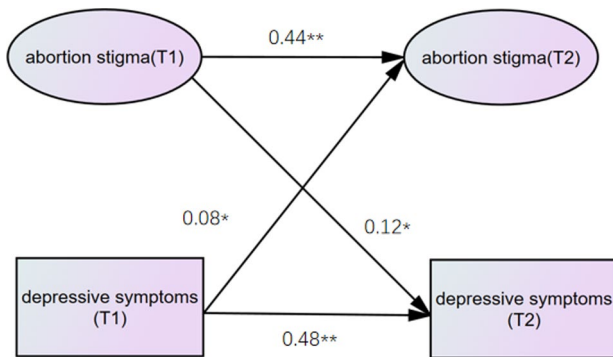 0.44**
abortion stigma(T1)
abortion stigma(T2)
0.08*
0.12*
depressive symptoms
(T1)
depressive symptoms
(T2)
0.48**